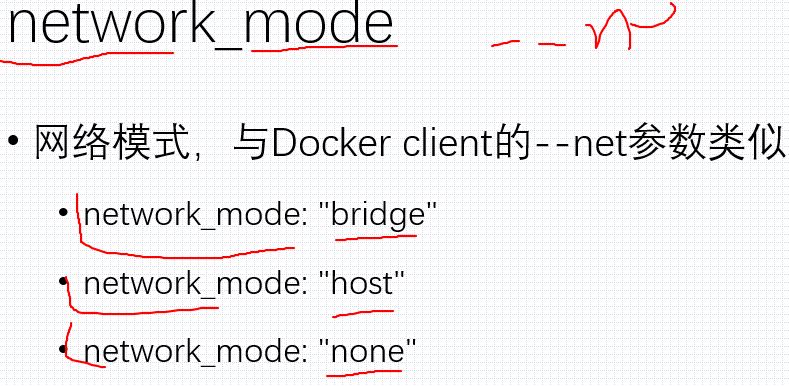 network_mode
• 网络模式，与Docker client的--net参数类似
• network_mode: "bridge"
• network_mode: "host"
• network_mode: "none"